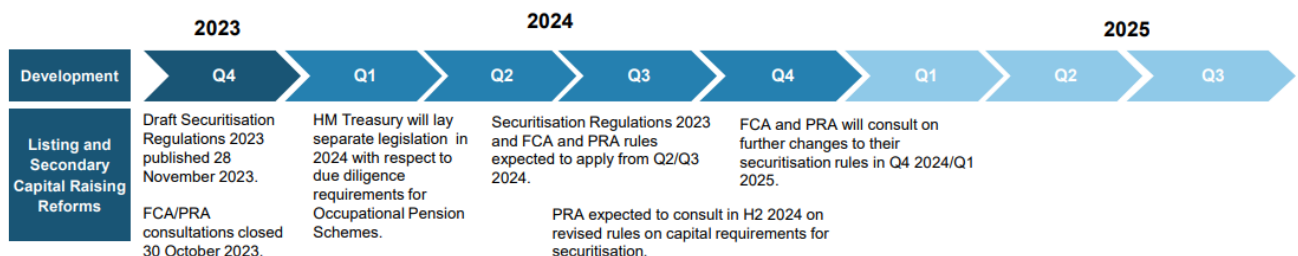 2023
2024
2025
Development
Q4
Q1
Q2
Q3
Q4
Q1
Q2
Q3
Listing and
Secondary
Capital Raising
Reforms
Draft Securitisation
Regulations 2023
published 28
November 2023.
FCA/PRA
consultations closed
30 October 2023.
HM Treasury will lay
separate legislation in
2024 with respect to
due diligence
requirements for
Occupational Pension
Schemes.
Securitisation Regulations 2023
and FCA and PRA rules
expected to apply from Q2/Q3
2024.
PRA expected to consult in H2 2024 on
revised rules on capital requirements for
securitisation.
FCA and PRA will consult on
further changes to their
securitisation rules in Q4 2024/Q1
2025.